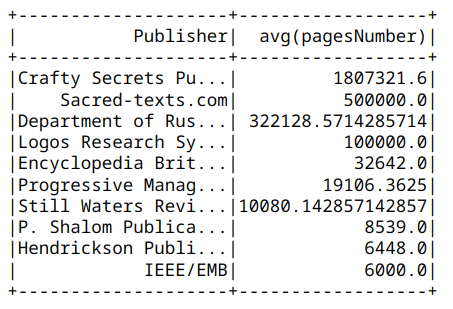 +--------------------+------------------+
|           Publisher|  avg(pagesNumber)|
+--------------------+------------------+
|Crafty Secrets Pu...|         1807321.6|
|    Sacred-texts.com|          500000.0|
|Department of Rus...| 322128.5714285714|
|Logos Research Sy...|          100000.0|
|Encyclopedia Brit...|           32642.0|
|Progressive Manag...|        19106.3625|
|Still Waters Revi...|10080.142857142857|
|P. Shalom Publica...|            8539.0|
|Hendrickson Publi...|            6448.0|
|            IEEE/EMB|            6000.0|
+--------------------+------------------+